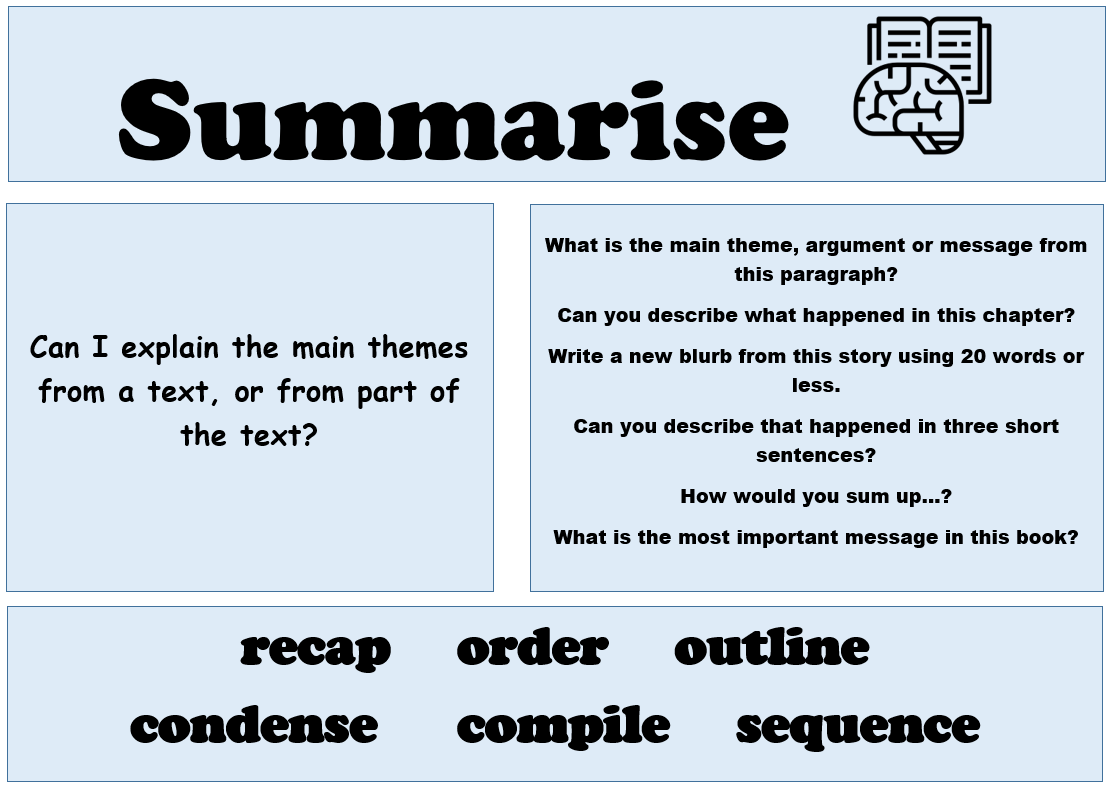 Summarise
Can I explain the main themes
from a text, or from part of
the text?
What is the main theme, argument or message from
this paragraph?
Can you describe what happened in this chapter?
Write a new blurb from this story using 20 words or
less.
Can you describe that happened in three short
sentences?
How would you sum up...?
What is the most important message in this book?
recap order outline
condense compile sequence